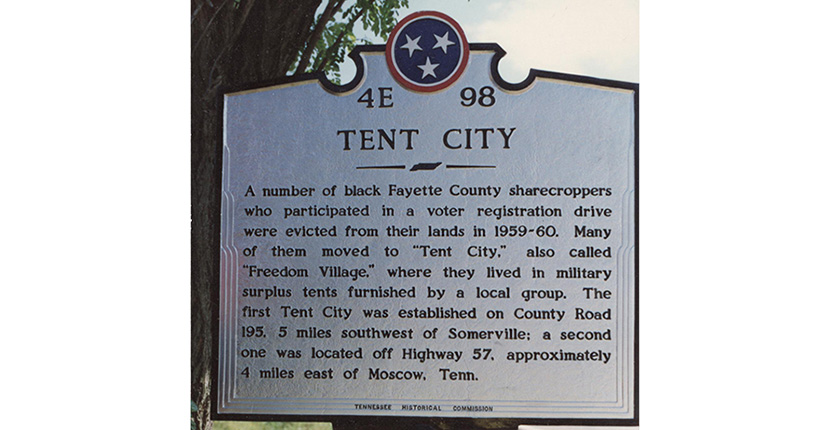 4E 98
TENT CITY
A number of black Fayette County sharecroppers
who participated in a voter registration drive
were evicted from their lands in 1959-60. Many
of them moved to "Tent City," also called
"Freedom Village," where they lived in military
surplus tents furnished by a local group. The
first Tent City was established on County Road
195, 5 miles southwest of Somerville; a second
one was located off Highway 57, approximately
4 miles east of Moscow, Tenn.
TENNESSEE HISTORICAL COMMISSION